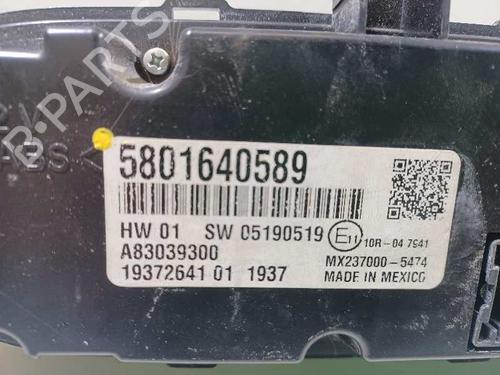 B-PARTS
-BS
5801640589
HW 01 SW 05190519 E11 10R-04 7941
A83039300
MX237000-5474
19372641 01 1937 MADE IN MEXICO